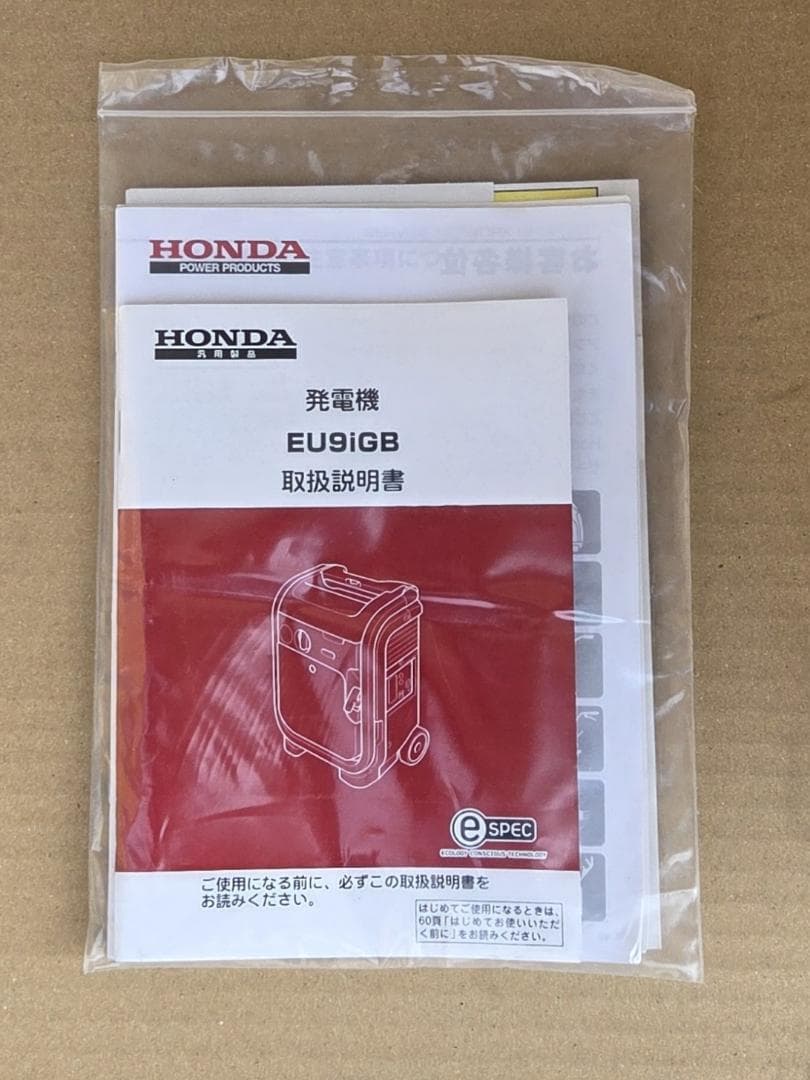 HONDA
POWER PRODUCTS
HONDA
汎用製品
発電機
EU9iGB
取扱説明書
e SPEC
ECOLOGY CONSCIOUS TECHNOLOGY
ご使用になる前に、必ずこの取扱説明書を
お読みください。
はじめてご使用になるときは、
60頁「はじめてお使いいただ
く前に」をお読みください。